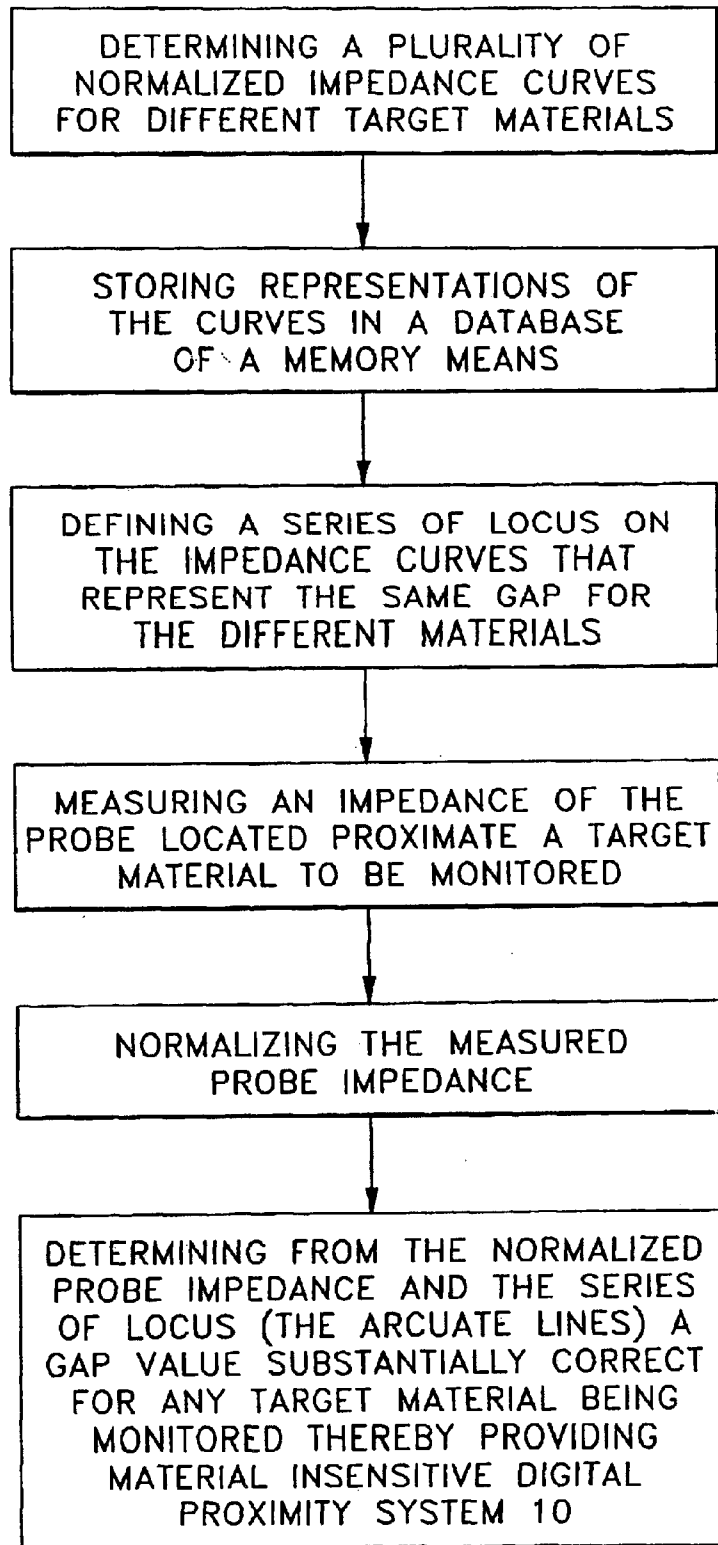 DETERMINING A PLURALITY OF
NORMALIZED IMPEDANCE CURVES
FOR DIFFERENT TARGET MATERIALS
STORING REPRESENTATIONS OF
THE CURVES IN A DATABASE
OF A MEMORY MEANS
DEFINING A SERIES OF LOCUS ON
THE IMPEDANCE CURVES THAT
REPRESENT THE SAME GAP FOR
THE DIFFERENT MATERIALS
MEASURING AN IMPEDANCE OF THE
PROBE LOCATED PROXIMATE A TARGET
MATERIAL TO BE MONITORED
NORMALIZING THE MEASURED
PROBE IMPEDANCE
DETERMINING FROM THE NORMALIZED
PROBE IMPEDANCE AND THE SERIES
OF LOCUS (THE ARCUATE LINES) A
GAP VALUE SUBSTANTIALLY CORRECT
FOR ANY TARGET MATERIAL BEING
MONITORED THEREBY PROVIDING
MATERIAL INSENSITIVE DIGITAL
PROXIMITY SYSTEM 10